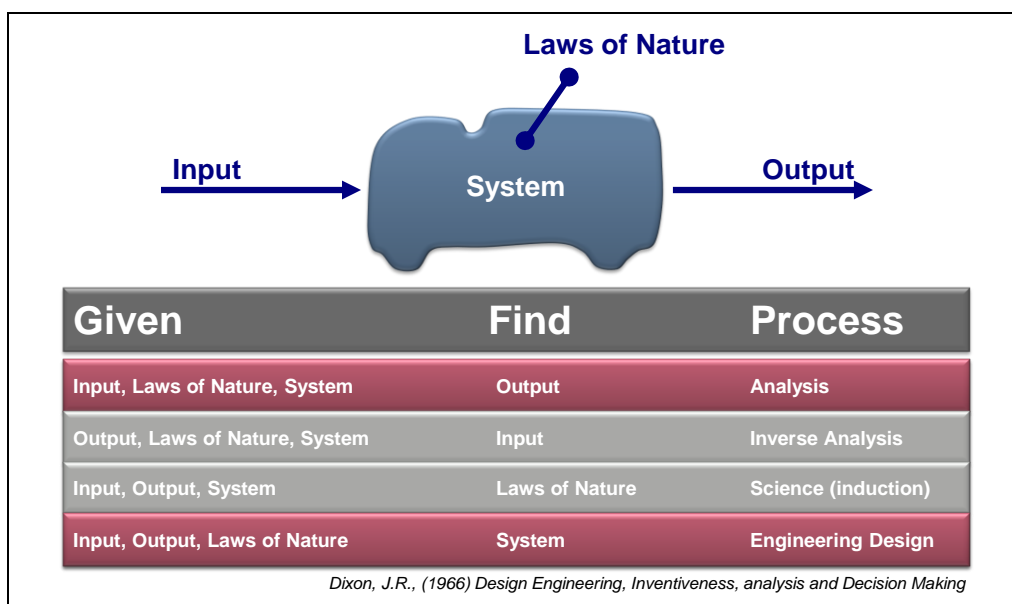 Laws of Nature
Input
System
Output
Given Find Process
Input, Laws of Nature, System Output Analysis
Output, Laws of Nature, System Input Inverse Analysis
Input, Output, System Laws of Nature Science (induction)
Input, Output, Laws of Nature System Engineering Design
Dixon, J.R., (1966) Design Engineering, Inventiveness, analysis and Decision Making